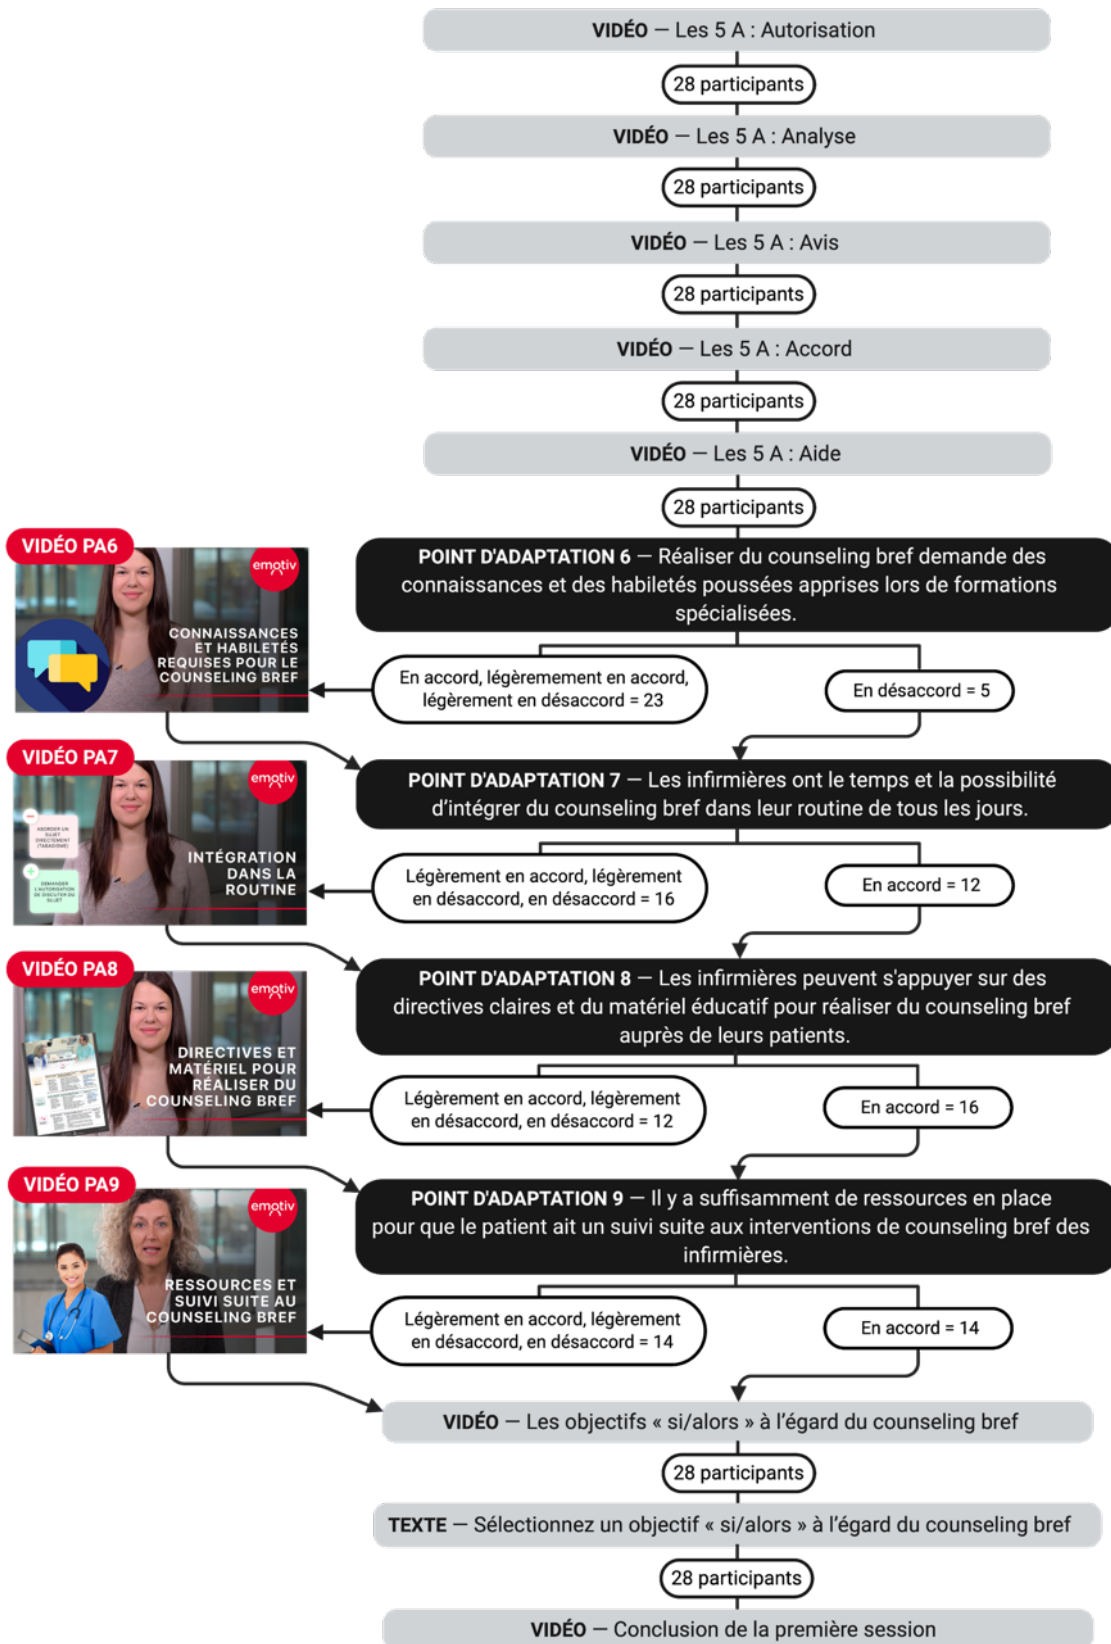 VIDÉO — Les 5 A : Autorisation
28 participants
VIDÉO — Les 5 A : Analyse
28 participants
VIDÉO — Les 5 A : Avis
28 participants
VIDÉO — Les 5 A : Accord
28 participants
VIDÉO — Les 5 A : Aide
28 participants
VIDÉO PA6
emotiv
CONNAISSANCES
ET HABILETÉS
REQUISES POUR LE
COUNSELING BREF
POINT D'ADAPTATION 6 — Réaliser du counseling bref demande des
connaissances et des habiletés poussées apprises lors de formations
spécialisées.
En accord, légèremement en accord,
légèrement en désaccord = 23
En désaccord = 5
VIDÉO PA7
emotiv
ABORDER UN
SUJET
DIRECTEMENT
(TABAGISME)
DEMANDER
L'AUTORISATION
DE DISCUTER DU
SUJET
INTÉGRATION
DANS LA
ROUTINE
POINT D'ADAPTATION 7 — Les infirmières ont le temps et la possibilité
d'intégrer du counseling bref dans leur routine de tous les jours.
Légèrement en accord, légèrement
en désaccord, en désaccord = 16
En accord = 12
VIDÉO PA8
emotiv
DIRECTIVES ET
MATÉRIEL POUR
RÉALISER DU
COUNSELING BREF
POINT D'ADAPTATION 8 — Les infirmières peuvent s'appuyer sur des
directives claires et du matériel éducatif pour réaliser du counseling bref
auprès de leurs patients.
Légèrement en accord, légèrement
en désaccord, en désaccord = 12
En accord = 16
VIDÉO PA9
emotiv
RESSOURCES ET
SUIVI SUITE AU
COUNSELING BREF
POINT D'ADAPTATION 9 — Il y a suffisamment de ressources en place
pour que le patient ait un suivi suite aux interventions de counseling bref des
infirmières.
Légèrement en accord, légèrement
en désaccord, en désaccord = 14
En accord = 14
VIDÉO — Les objectifs « si/alors » à l'égard du counseling bref
28 participants
TEXTE — Sélectionnez un objectif « si/alors » à l'égard du counseling bref
28 participants
VIDÉO — Conclusion de la première session